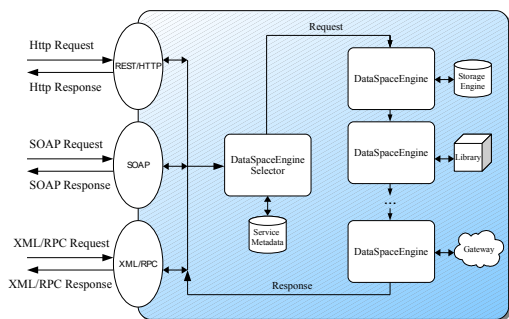 Http Request
Http Response
REST/HTTP
SOAP Request
SOAP Response
SOAP
XML/RPC Request
XML/RPC Response
XML/RPC
Request
DataSpaceEngine
Selector
Service
Metadata
DataSpaceEngine
Storage
Engine
DataSpaceEngine
Library
...
DataSpaceEngine
Gateway
Response